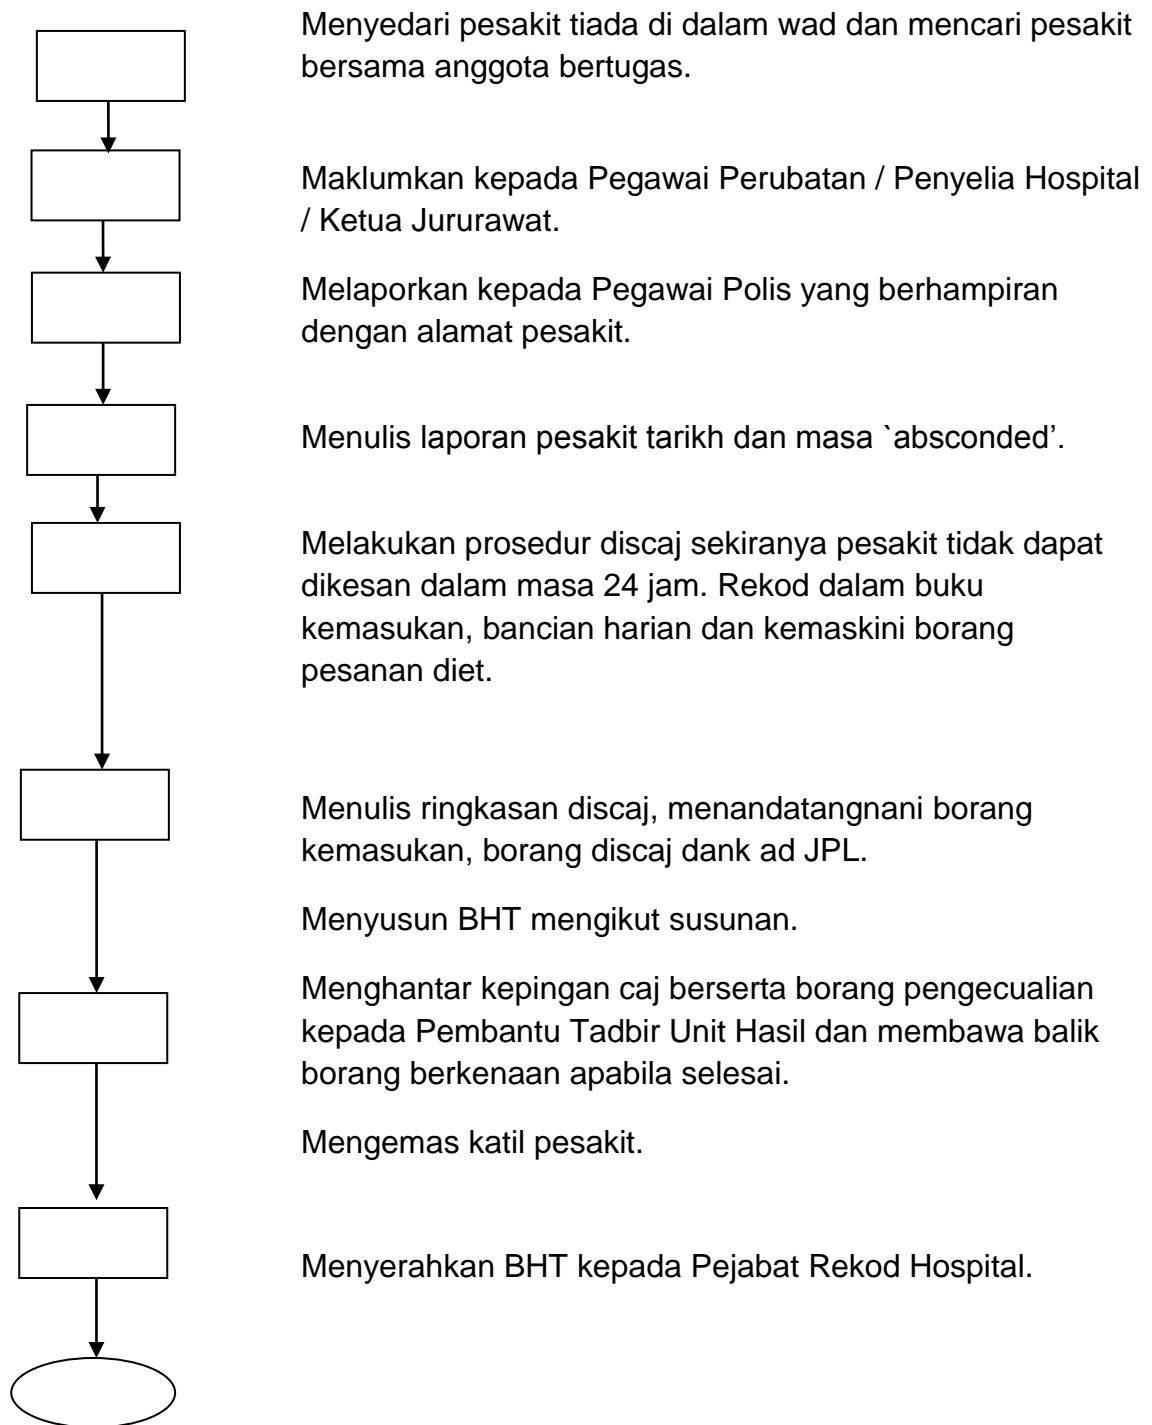 Menyedari pesakit tiada di dalam wad dan mencari pesakit
bersama anggota bertugas.
Maklumkan kepada Pegawai Perubatan / Penyelia Hospital
/ Ketua Jururawat.
Melaporkan kepada Pegawai Polis yang berhampiran
dengan alamat pesakit.
Menulis laporan pesakit tarikh dan masa `absconded’.
Melakukan prosedur discaj sekiranya pesakit tidak dapat
dikesan dalam masa 24 jam. Rekod dalam buku
kemasukan, bancian harian dan kemaskini borang
pesanan diet.
Menulis ringkasan discaj, menandatangnani borang
kemasukan, borang discaj dank ad JPL.
Menyusun BHT mengikut susunan.
Menghantar kepingan caj berserta borang pengecualian
kepada Pembantu Tadbir Unit Hasil dan membawa balik
borang berkenaan apabila selesai.
Mengemas katil pesakit.
Menyerahkan BHT kepada Pejabat Rekod Hospital.